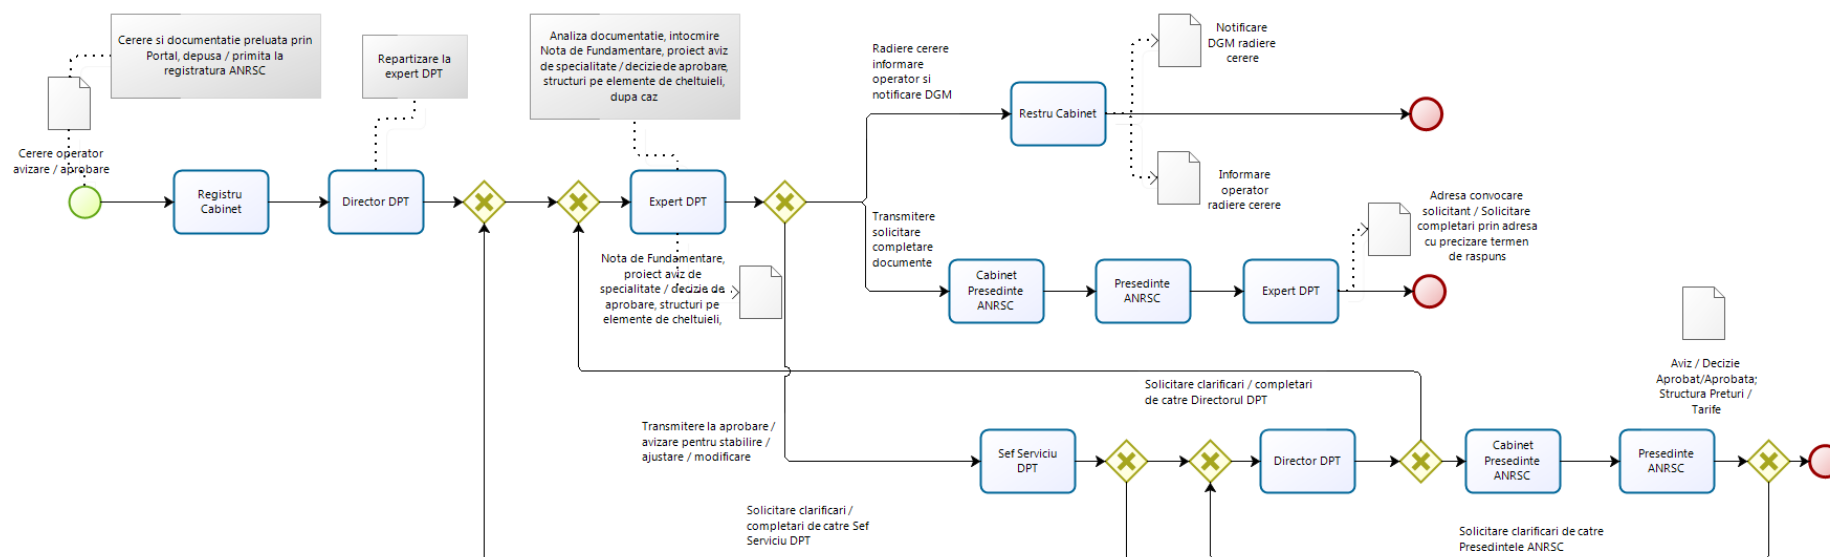 Cerere si documentatie preluata prin
Portal, depusa / primita la
registratura ANRSC
Repartizare la
expert DPT
Analiza documentatie, intocmire
Nota de Fundamentare, proiect aviz
de specialitate / decizie de aprobare,
structuri pe elemente de cheltuieli,
dupa caz
Radiere cerere
informare
operator si
notificare DGM
Notificare
DGM radiere
cerere
Restru Cabinet
Cerere operator
avizare / aprobare
Registru
Cabinet
Director DPT
Expert DPT
Informare
operator
radiere cerere
Transmitere
solicitare
completare
documente
Adresa convocare
solicitant / Solicitare
completari prin adresa
cu precizare termen
de raspuns
Nota de Fundamentare,
proiect aviz de
specialitate / decizie de
aprobare, structuri pe
elemente de cheltuieli,
Cabinet
Presedinte
ANRSC
Presedinte
ANRSC
Expert DPT
Aviz / Decizie
Aprobat/Aprobata;
Structura Preturi /
Tarife
Solicitare clarificari / completari
de catre Directorul DPT
Transmitere la aprobare /
avizare pentru stabilire /
ajustare / modificare
Sef Serviciu
DPT
Director DPT
Cabinet
Presedinte
ANRSC
Presedinte
ANRSC
Solicitare clarificari /
completari de catre Sef
Serviciu DPT
Solicitare clarificari de catre
Presedintele ANRSC